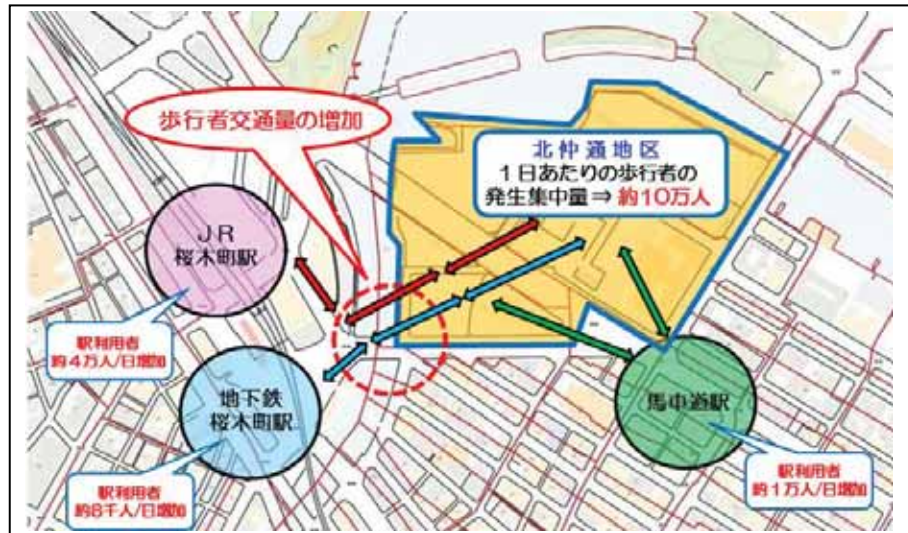 歩行者交通量の増加
北仲通地区
1日あたりの歩行者の
発生集中量⇒約10万人
JR
桜木町駅
駅利用者
約4万人/日増加
地下鉄
桜木町駅
駅利用者
約8千人/日増加
馬車道駅
駅利用者
約1万人/日増加